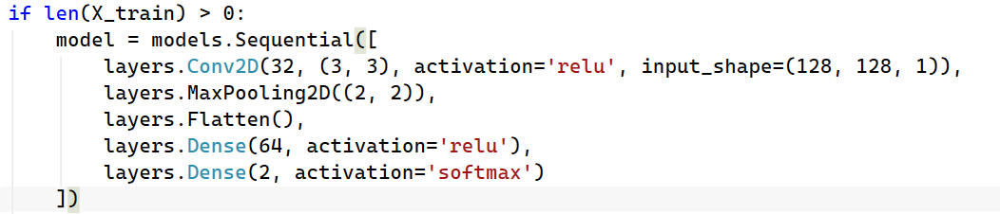 if len(X_train) > 0:
    model = models.Sequential([
        layers.Conv2D(32, (3, 3), activation='relu', input_shape=(128, 128, 1)),
        layers.MaxPooling2D((2, 2)),
        layers.Flatten(),
        layers.Dense(64, activation='relu'),
        layers.Dense(2, activation='softmax')
    ])